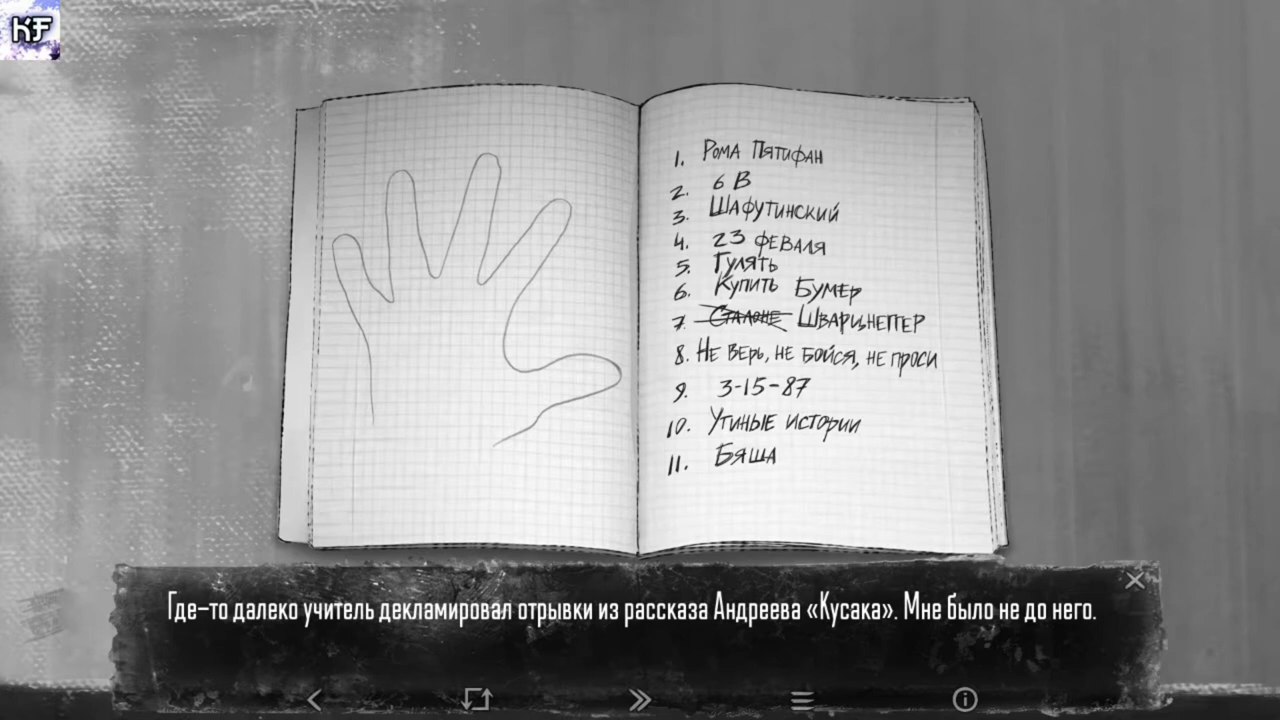 KF
1. Рома Пятифан
2. 6 В
3. Шафутинский
4. 23 феваля
5. Гулять
6. Купить Бумер
7. Сталоне Шварцнеггер
8. Не верь, не бойся, не проси
9. 3-15-87
10. Утиные истории
11. Бяша
Где-то далеко учитель декламировал отрывки из рассказа Андреева «Кусака». Мне было не до него.